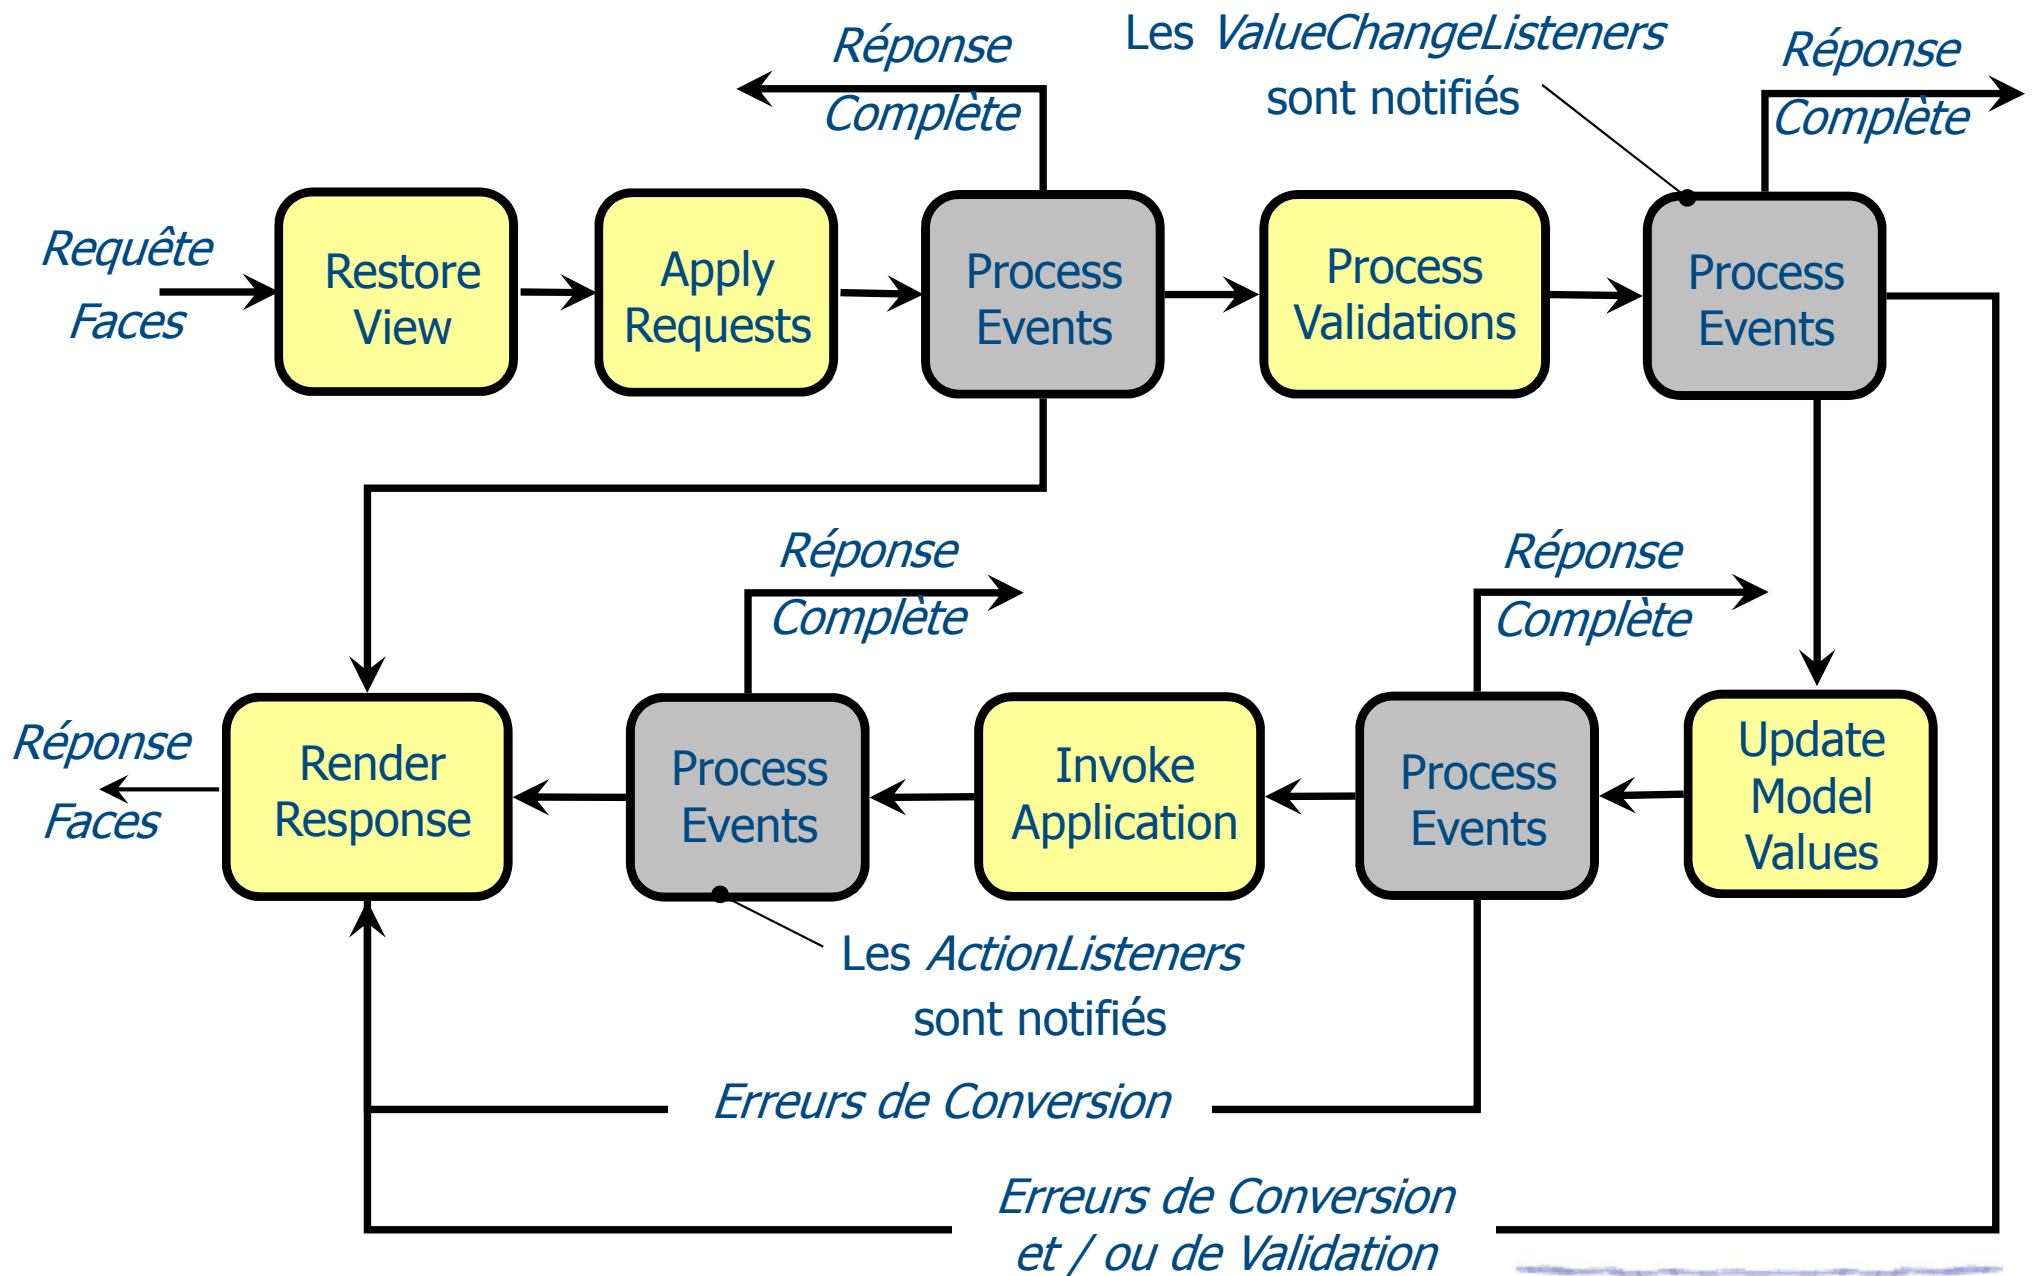 Réponse
Complète
Les ValueChangeListeners
sont notifiés
Réponse
Complète
Requête
Faces
Restore
View
Apply
Requests
Process
Events
Process
Validations
Process
Events
Réponse
Complète
Réponse
Complète
Réponse
Faces
Render
Response
Process
Events
Invoke
Application
Process
Events
Update
Model
Values
Les ActionListeners
sont notifiés
Erreurs de Conversion
Erreurs de Conversion
et / ou de Validation